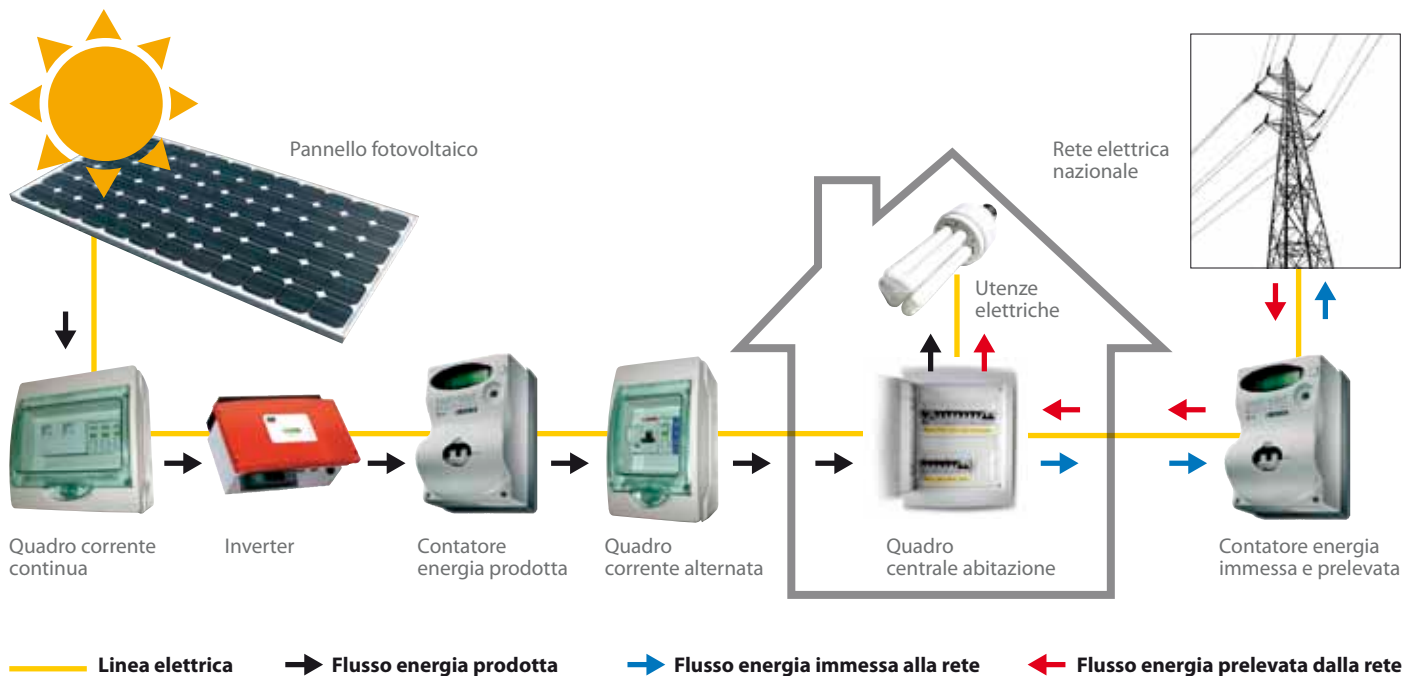 Pannello fotovoltaico
Rete elettrica
nazionale
Utenze
elettriche
Quadro corrente
continua
Inverter
Contatore
energia prodotta
Quadro
corrente alternata
Quadro
centrale abitazione
Contatore energia
immessa e prelevata
Linea elettrica
Flusso energia prodotta
Flusso energia immessa alla rete
Flusso energia prelevata dalla rete